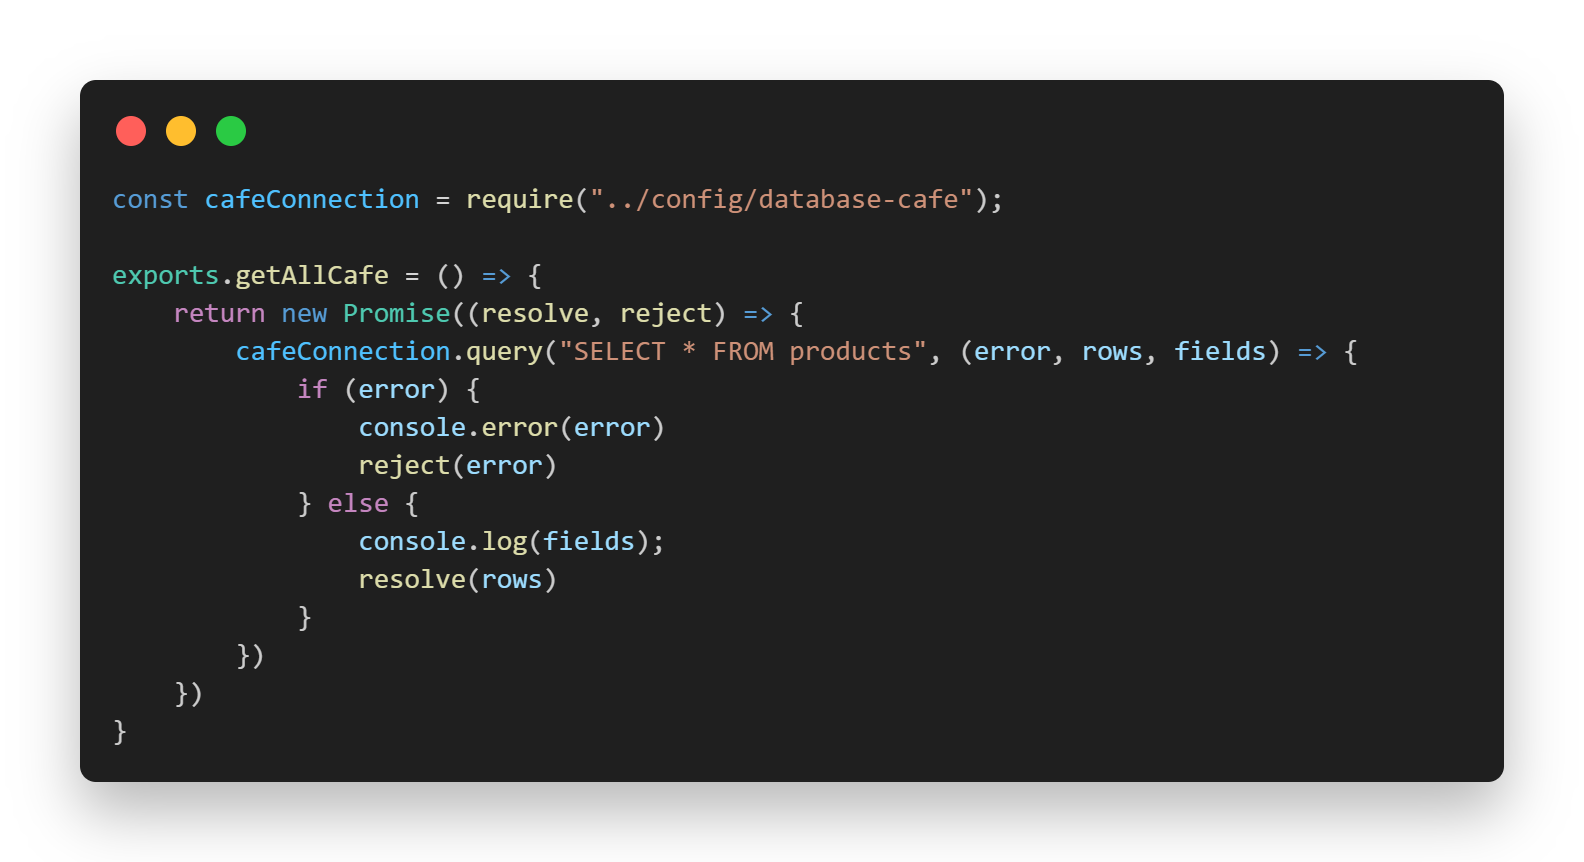 const cafeConnection = require("../config/database-cafe");

exports.getAllCafe = () => {
    return new Promise((resolve, reject) => {
        cafeConnection.query("SELECT * FROM products", (error, rows, fields) => {
            if (error) {
                console.error(error)
                reject(error)
            } else {
                console.log(fields);
                resolve(rows)
            }
        })
    })
}